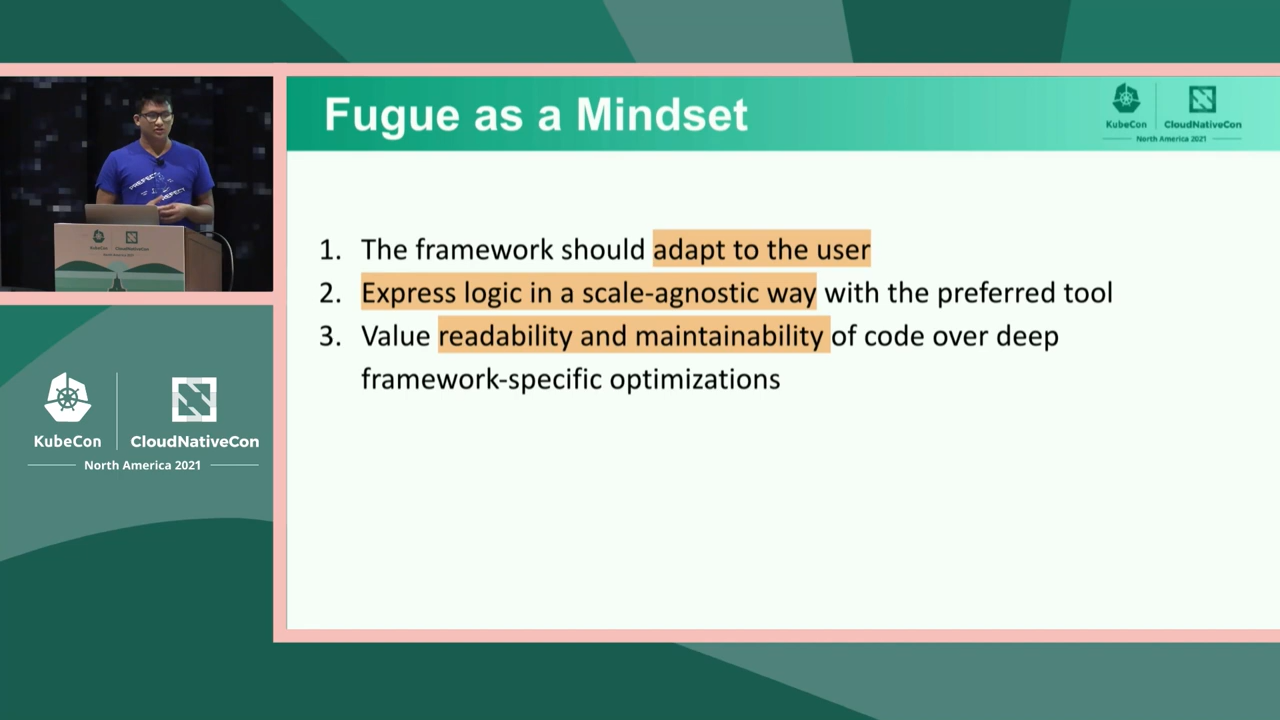 Fugue as a Mindset
KubeCon
CloudNativeCon
North America 2021
1. The framework should adapt to the user
2. Express logic in a scale-agnostic way with the preferred tool
3. Value readability and maintainability of code over deep
framework-specific optimizations
PREFECT
KubeCon
CloudNativeCon
North America 2021